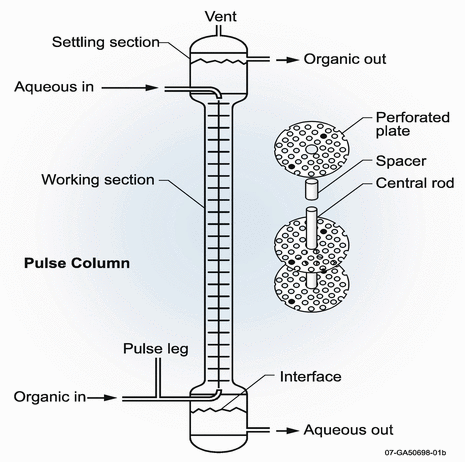 Vent
Settling section
Organic out
Aqueous in
Perforated
plate
Spacer
Central rod
Working section
Pulse Column
Pulse leg
Interface
Organic in
Aqueous out
07-GA50698-01b